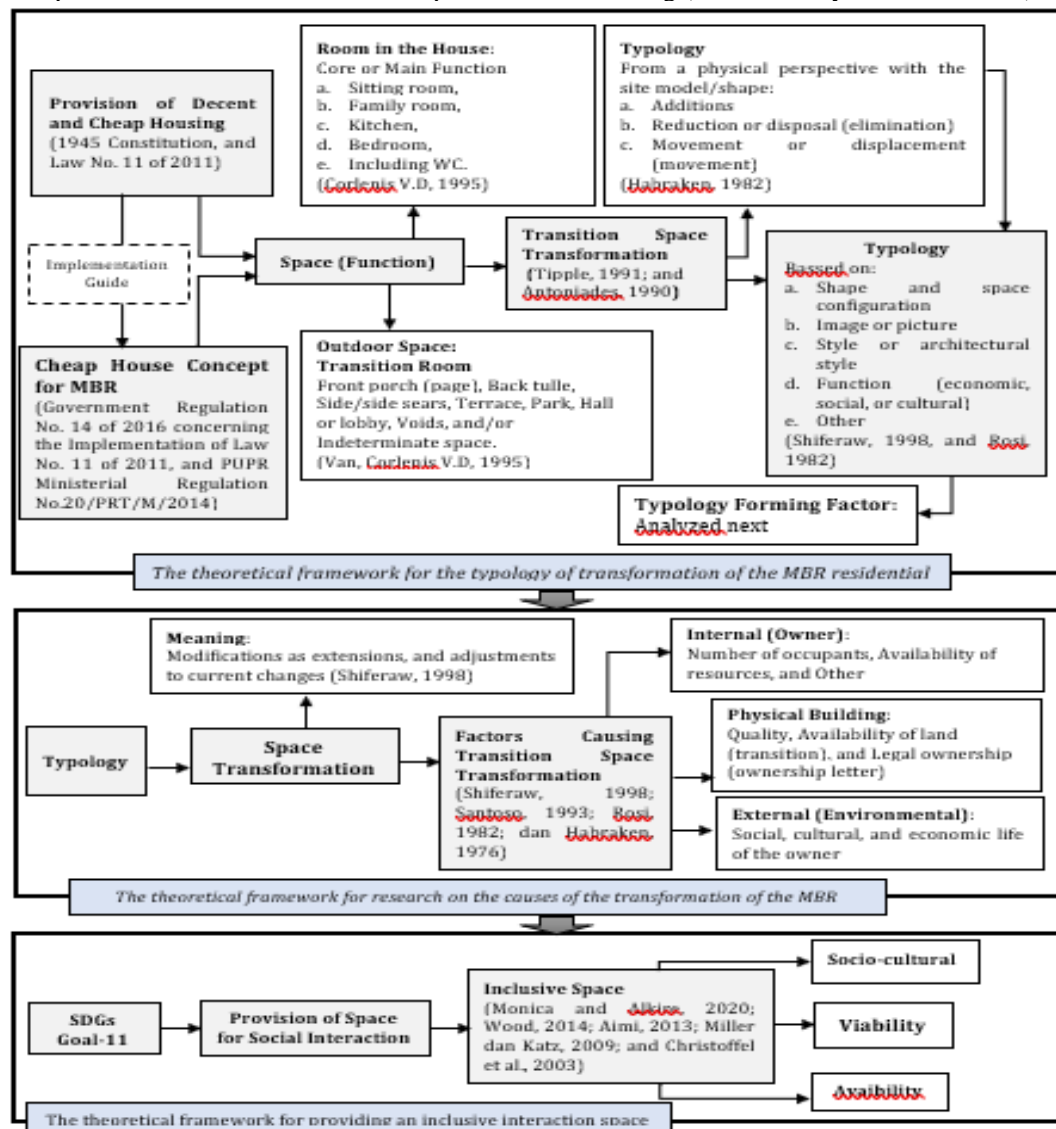 Provision of Decent
and Cheap Housing
(1945 Constitution, and
Law No. 11 of 2011)
Implementation
Guide
Cheap House Concept
for MBR
(Government Regulation
No. 14 of 2016 concerning
the Implementation of Law
No. 11 of 2011, and PUPR
Ministerial Regulation
No.20/PRT/M/2014)
Room in the House:
Core or Main Function
a. Sitting room,
b. Family room,
c. Kitchen,
d. Bedroom,
e. Including WC.
(Corlenis V.D, 1995)
Space (Function)
Outdoor Space:
Transition Room
Front porch (page), Back tulle,
Side/side sears, Terrace, Park, Hall
or lobby, Voids, and/or
Indeterminate space.
(Van, Corlenis V.D, 1995)
Transition Space
Transformation
(Tipple, 1991; and
Antoniades, 1990)
Typology
From a physical perspective with the
site model/shape:
a. Additions
b. Reduction or disposal (elimination)
c. Movement or displacement
(movement)
(Habraken, 1982)
Typology
Bassed on:
a. Shape and space
configuration
b. Image or picture
c. Style or architectural
style
d. Function (economic,
social, or cultural)
e. Other
(Shiferaw, 1998, and Rosi,
1982)
Typology Forming Factor:
Analyzed next
The theoretical framework for the typology of transformation of the MBR residential
Meaning:
Modifications as extensions, and adjustments
to current changes (Shiferaw, 1998)
Typology
Space
Transformation
Factors Causing
Transition Space
Transformation
(Shiferaw, 1998;
Santoso, 1993; Rosi,
1982; dan Habraken,
1976)
Internal (Owner):
Number of occupants, Availability of
resources, and Other
Physical Building:
Quality, Availability of land
(transition), and Legal ownership
(ownership letter)
External (Environmental):
Social, cultural, and economic life
of the owner
The theoretical framework for research on the causes of the transformation of the MBR
SDGs
Goal-11
Provision of Space
for Social Interaction
Inclusive Space
(Monica and Alkire, 2020;
Wood, 2014; Aimi, 2013; Miller
dan Katz, 2009; and Christoffel
et al., 2003)
Socio-cultural
Viability
Avaibility
The theoretical framework for providing an inclusive interaction space